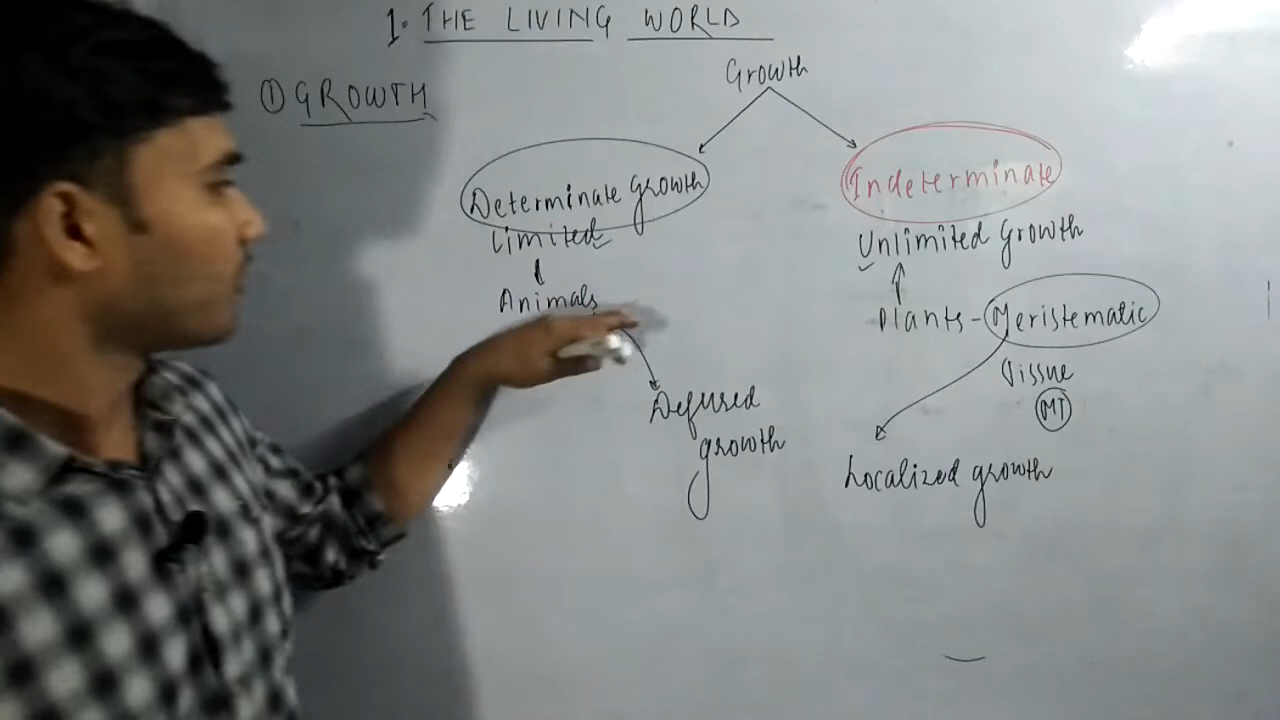 1. THE LIVING WORLD
① GROWTH
Growth
Determinate Growth
Limited
Animals
Defused
growth
Indeterminate
Unlimited Growth
Plants - Meristematic
Tissue
MT
Localized growth